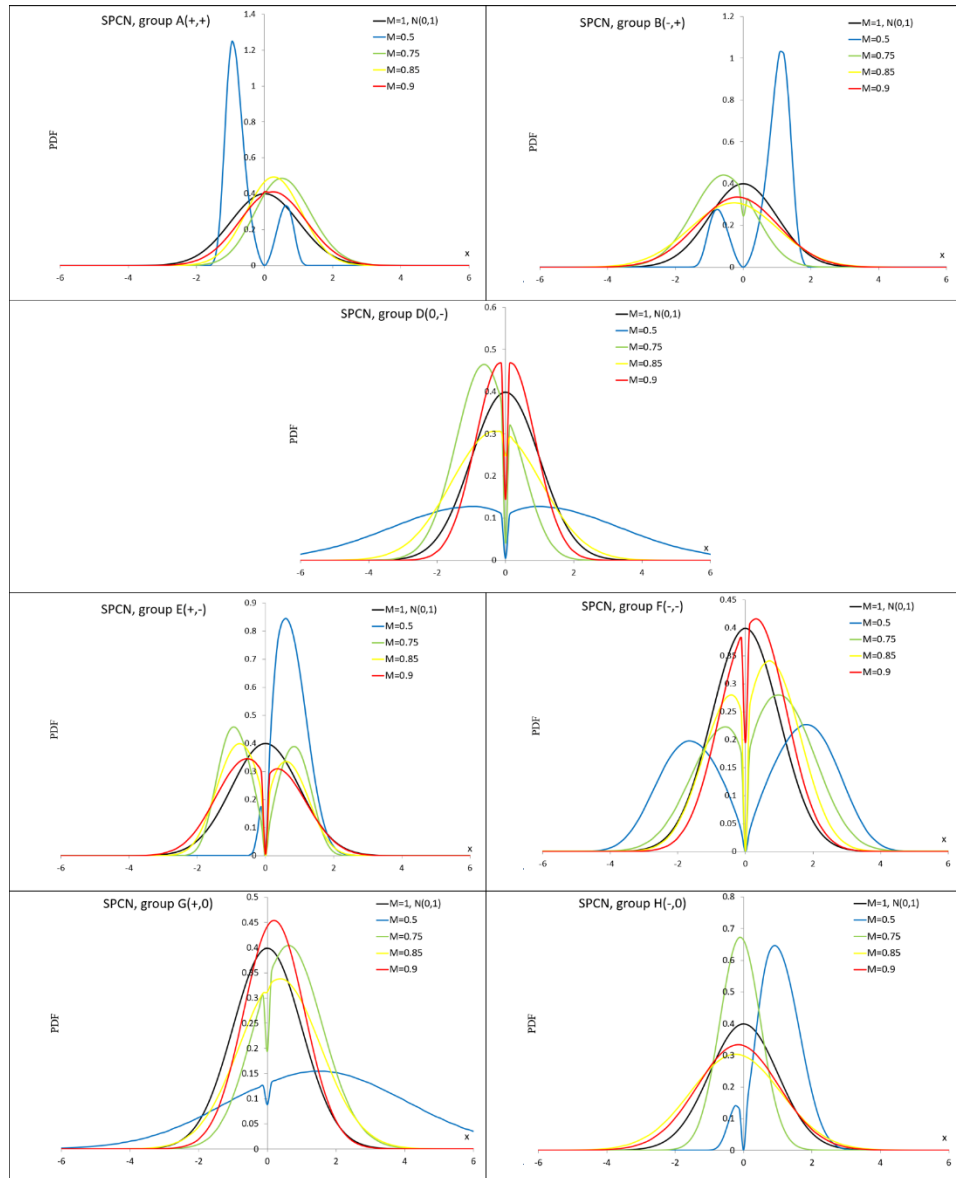 SPCN, group A(+,+)
M=1, N(0,1)
M=0.5
M=0.75
M=0.85
M=0.9
PDF
1.4
1.2
1
0.8
0.6
0.4
0.2
0
x
-6
-4
-2
0
2
4
6
SPCN, group B(-,+)
M=1, N(0,1)
M=0.5
M=0.75
M=0.85
M=0.9
PDF
1.2
1
0.8
0.6
0.4
0.2
0
x
-6
-4
-2
0
2
4
6
SPCN, group D(0,-)
M=1, N(0,1)
M=0.5
M=0.75
M=0.85
M=0.9
PDF
0.6
0.5
0.4
0.3
0.2
0.1
0
x
-6
-4
-2
0
2
4
6
SPCN, group E(+,-)
M=1, N(0,1)
M=0.5
M=0.75
M=0.85
M=0.9
PDF
0.9
0.8
0.7
0.6
0.5
0.4
0.3
0.2
0.1
0
x
-6
-4
-2
0
2
4
6
SPCN, group F(-,-)
M=1, N(0,1)
M=0.5
M=0.75
M=0.85
M=0.9
PDF
0.45
0.4
0.35
0.3
0.25
0.2
0.15
0.1
0.05
0
x
-6
-4
-2
0
2
4
6
SPCN, group G(+,0)
M=1, N(0,1)
M=0.5
M=0.75
M=0.85
M=0.9
PDF
0.5
0.45
0.4
0.35
0.3
0.25
0.2
0.15
0.1
0.05
0
x
-6
-4
-2
0
2
4
6
SPCN, group H(-,0)
M=1, N(0,1)
M=0.5
M=0.75
M=0.85
M=0.9
PDF
0.8
0.7
0.6
0.5
0.4
0.3
0.2
0.1
0
x
-6
-4
-2
0
2
4
6